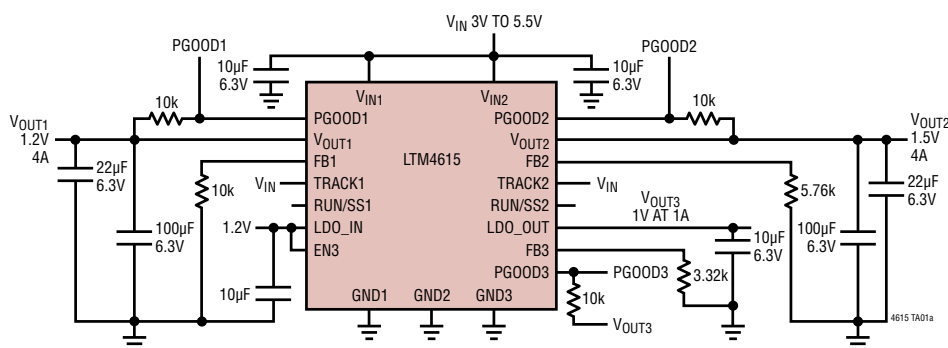 V_IN 3V TO 5.5V
PGOOD1
PGOOD2
10µF
6.3V
10µF
6.3V
V_IN1
V_IN2
10k
PGOOD1
PGOOD2
10k
V_OUT1
1.2V
4A
V_OUT1
V_OUT2
V_OUT2
1.5V
4A
LTM4615
22µF
6.3V
FB1
FB2
22µF
6.3V
10k
V_IN
TRACK1
TRACK2
V_IN
5.76k
RUN/SS1
RUN/SS2
V_OUT3
1V AT 1A
100µF
6.3V
1.2V
LDO_IN
LDO_OUT
10µF
6.3V
100µF
6.3V
EN3
FB3
3.32k
10µF
PGOOD3
PGOOD3
GND1
GND2
GND3
10k
V_OUT3
4615 TA01a